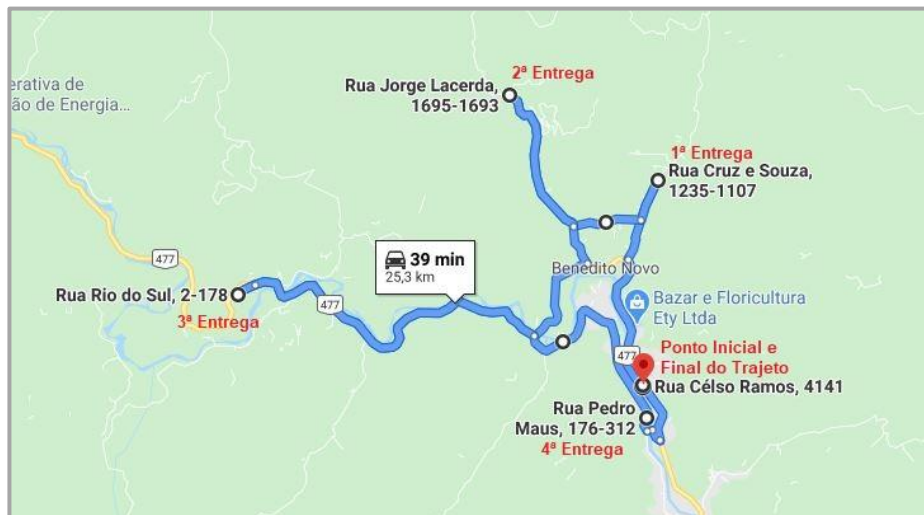 erativa de
ão de Energia...
2ª Entrega
Rua Jorge Lacerda,
1695-1693
1ª Entrega
Rua Cruz e Souza,
1235-1107
477
39 min
25,3 km
Benedito Novo
Rua Rio do Sul, 2-178
477
3ª Entrega
Bazar e Floricultura
Ety Ltda
Ponto Inicial e
Final do Trajeto
477
Rua Célso Ramos, 4141
Rua Pedro
Maus, 176-312
4ª Entrega